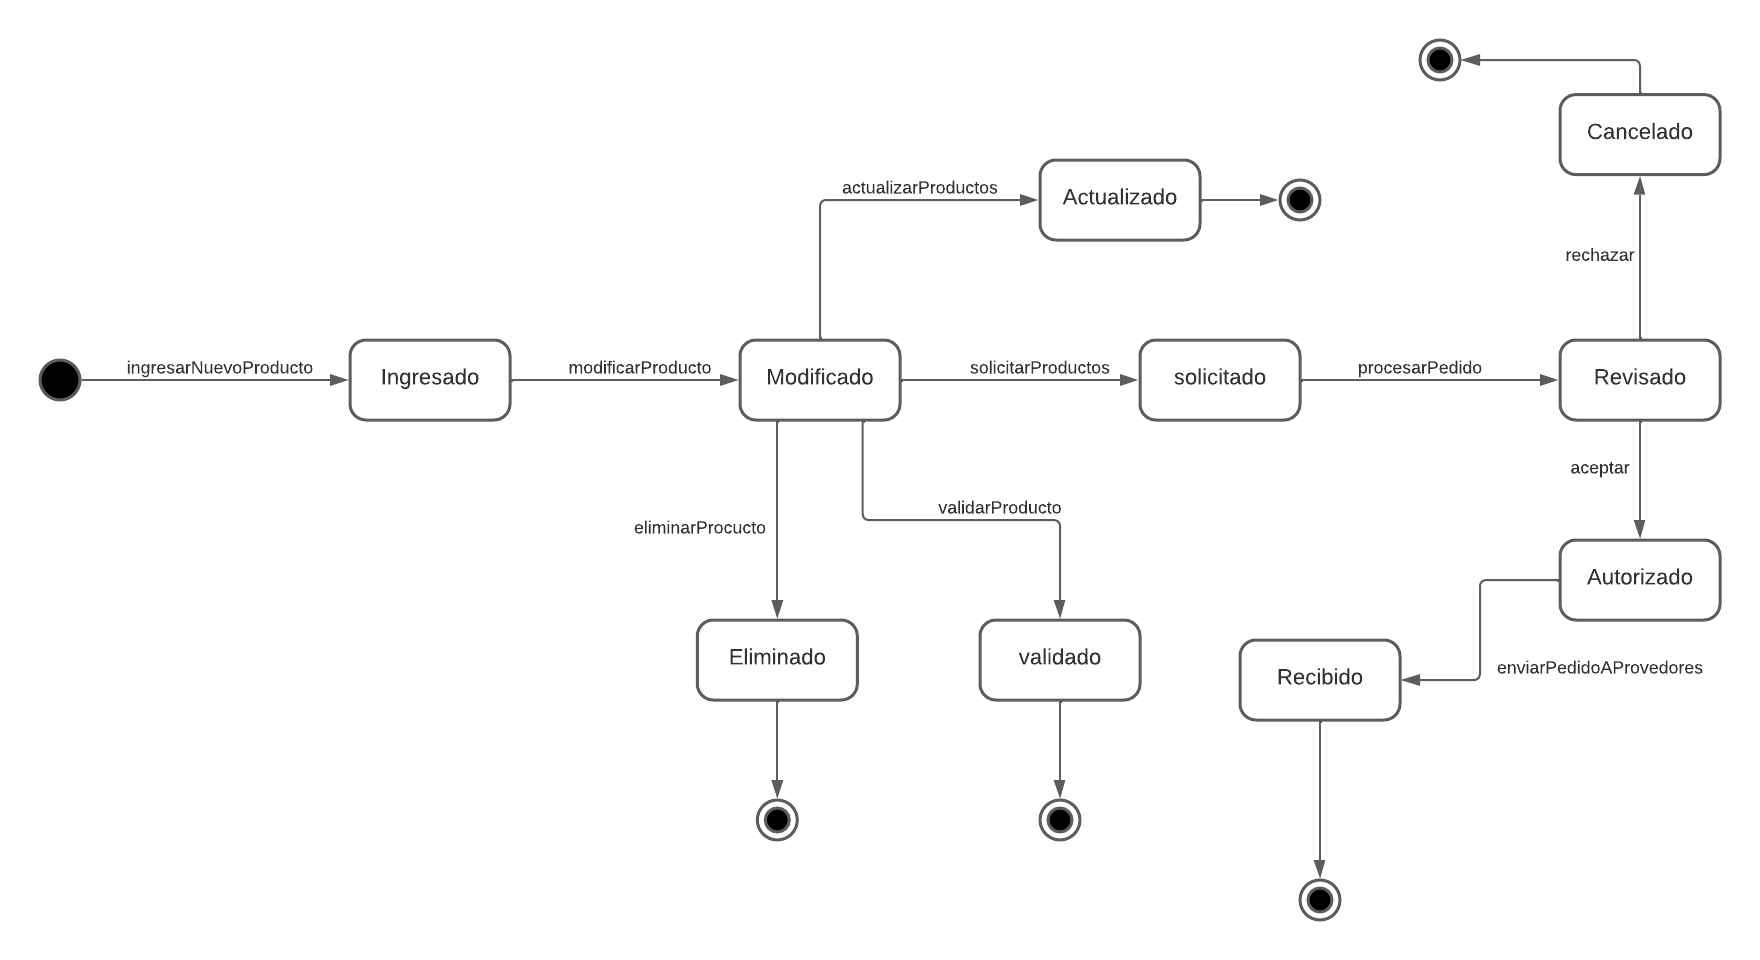 Cancelado
actualizarProductos
Actualizado
rechazar
ingresarNuevoProducto
Ingresado
modificarProducto
Modificado
solicitarProductos
solicitado
procesarPedido
Revisado
aceptar
validarProducto
eliminarProcucto
Autorizado
Eliminado
validado
Recibido
enviarPedidoAProvedores